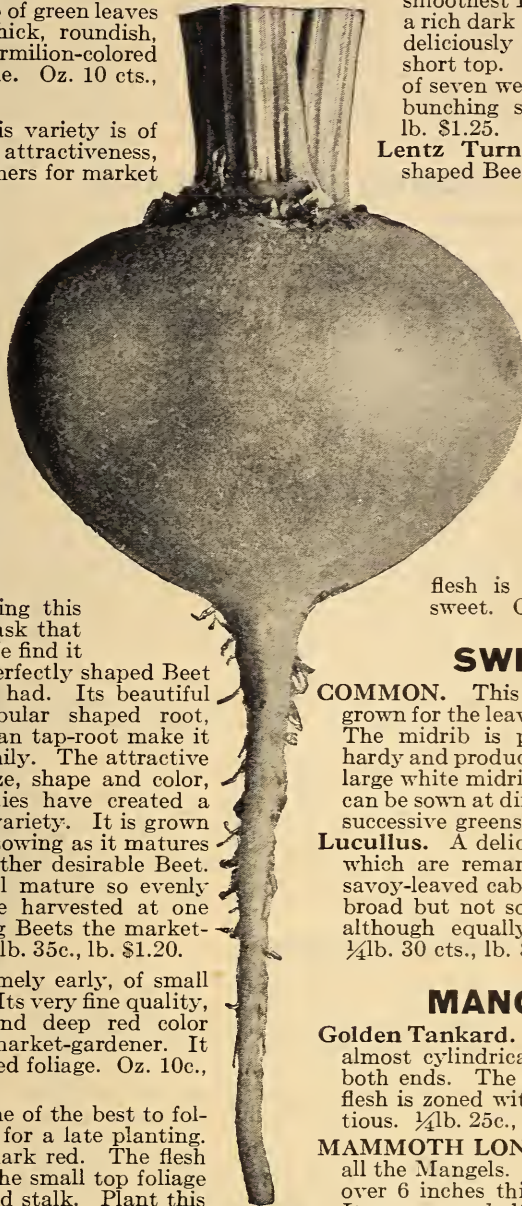 of green leaves
nick, roundish,
rmilion-colored
e. Oz. 10 cts.,
is variety is of
attractiveness,
ners for market
ing this
ask that
e find it
erfectly shaped Beet
had. Its beautiful
bular shaped root,
an tap-root make it
nily. The attractive
ze, shape and color,
ties have created a
variety. It is grown
owing as it matures
ther desirable Beet.
l mature so evenly
e harvested at one
g Beets the market-
lb. 35c., lb. $1.20.
mely early, of small
Its very fine quality,
nd deep red color
narket-gardener. It
ed foliage. Oz. 10c.,
ne of the best to fol-
for a late planting.
ark red. The flesh
he small top foliage
d stalk. Plant this
smoothest
a rich dark
deliciously
short top.
of seven we
bunching s
lb. $1.25.
Lentz Turn
shaped Bee
flesh is
sweet.
SWI
COMMON. This
grown for the leav
The midrib is p
hardy and produc
large white midri
can be sown at di
successive greens
Lucullus. A delic
which are remar
savoy-leaved cab
broad but not so
although equally
¼lb. 30 cts., lb.
MANG
Golden Tankard.
almost cylindrica
both ends. The
flesh is zoned wit
tious. ¼lb. 25c.,
MAMMOTH LON
all the Mangels.
over 6 inches thi